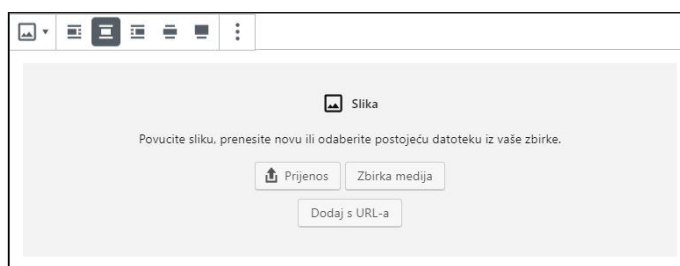 Slika
Povucite sliku, prenesite novu ili odaberite postojeću datoteku iz vaše zbirke.
Prijenos Zbirka medija
Dodaj s URL-a